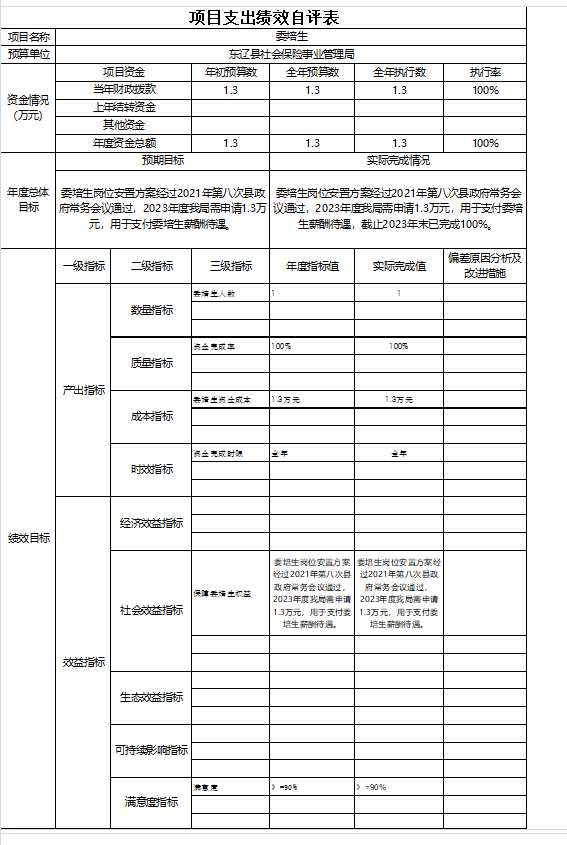 项目支出绩效自评表
项目名称 委培生
预算单位 东辽县社会保险事业管理局
资金情况(万元) 项目资金 年初预算数 全年预算数 全年执行数 执行率
当年财政拨款 1.3 1.3 1.3 100%
上年结转资金
其他资金
年度资金总额 1.3 1.3 1.3 100%
年度总体目标 预期目标 实际完成情况
委培生岗位安置方案经过2021年第八次县政府常务会议通过，2023年度我局需申请1.3万元，用于支付委培生薪酬待遇。
委培生岗位安置方案经过2021年第八次县政府常务会议通过，2023年度我局需申请1.3万元，用于支付委培生薪酬待遇，截止2023年末已完成100%。
绩效目标 一级指标 二级指标 三级指标 年度指标值 实际完成值 偏差原因分析及改进措施
产出指标 数量指标 委培生人数 1 1
质量指标 资金完成率 100% 100%
成本指标 委培生资金成本 1.3万元 1.3万元
时效指标 资金完成时限 全年 全年
效益指标 经济效益指标
社会效益指标 保障委培生权益
委培生岗位安置方案经过2021年第八次县政府常务会议通过，2023年度我局需申请1.3万元，用于支付委培生薪酬待遇。
委培生岗位安置方案经过2021年第八次县政府常务会议通过，2023年度我局需申请1.3万元，用于支付委培生薪酬待遇。
生态效益指标
可持续影响指标
满意度指标 满意度 》=90% 》=90%